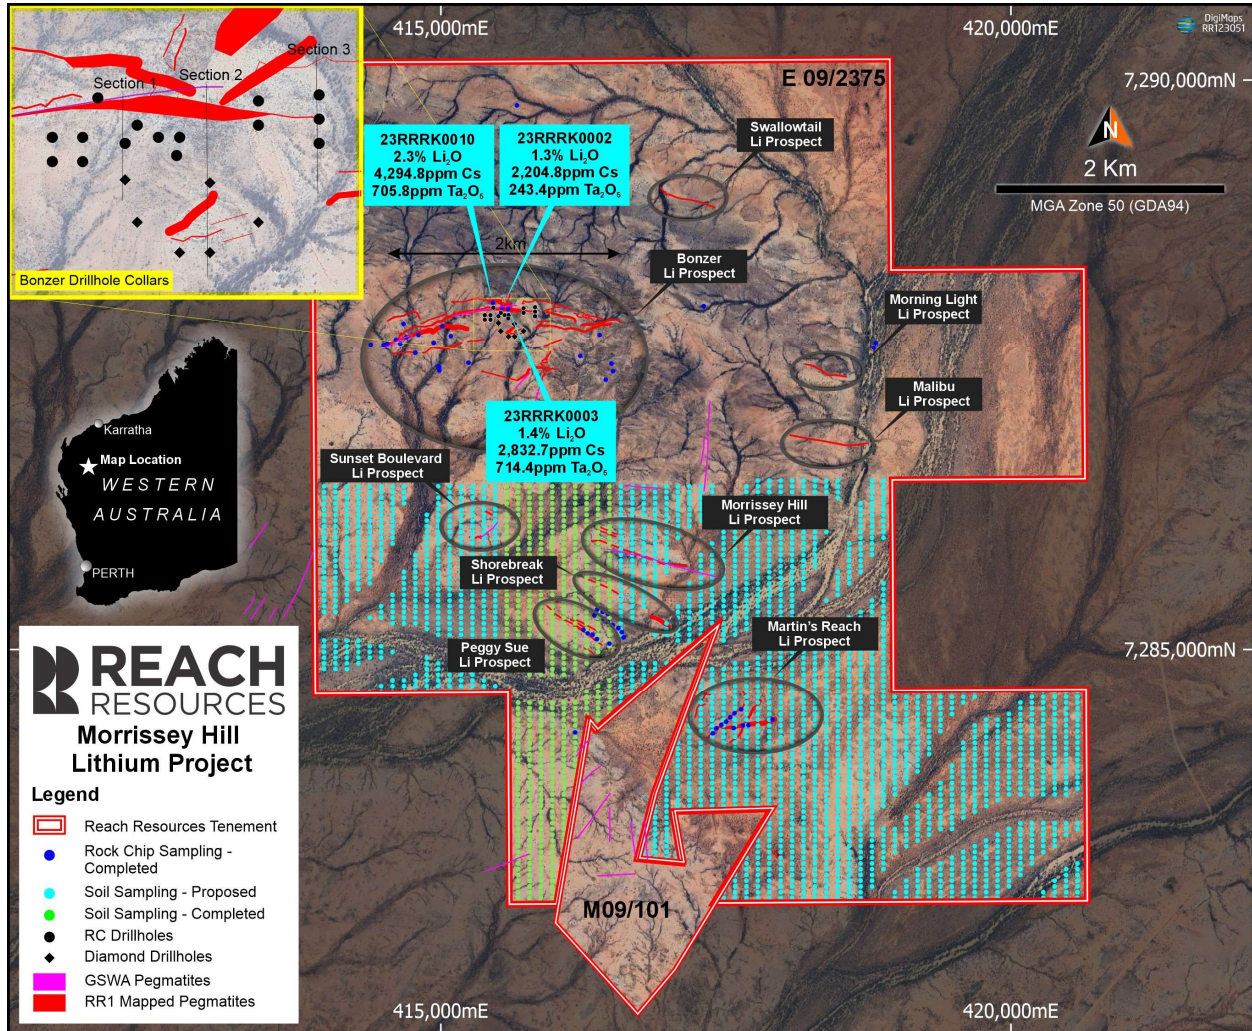 415,000mE
420,000mE
DigiMaps
RR123051
7,290,000mN
E 09/2375
N
2 Km
MGA Zone 50 (GDA94)
Section 1
Section 2
Section 3
Bonzer Drillhole Collars
23RRRK0010
2.3% Li₂O
4,294.8ppm Cs
705.8ppm Ta₂O₅
23RRRK0002
1.3% Li₂O
2,204.8ppm Cs
243.4ppm Ta₂O₅
Swallowtail
Li Prospect
2km
Bonzer
Li Prospect
Morning Light
Li Prospect
Malibu
Li Prospect
23RRRK0003
1.4% Li₂O
2,832.7ppm Cs
714.4ppm Ta₂O₅
Karratha
Map Location
WESTERN
AUSTRALIA
PERTH
Sunset Boulevard
Li Prospect
Morrissey Hill
Li Prospect
Shorebreak
Li Prospect
Peggy Sue
Li Prospect
Martin's Reach
Li Prospect
7,285,000mN
REACH
RESOURCES
Morrissey Hill
Lithium Project
Legend
Reach Resources Tenement
Rock Chip Sampling -
Completed
Soil Sampling - Proposed
Soil Sampling - Completed
RC Drillholes
Diamond Drillholes
GSWA Pegmatites
RR1 Mapped Pegmatites
M09/101
415,000mE
420,000mE